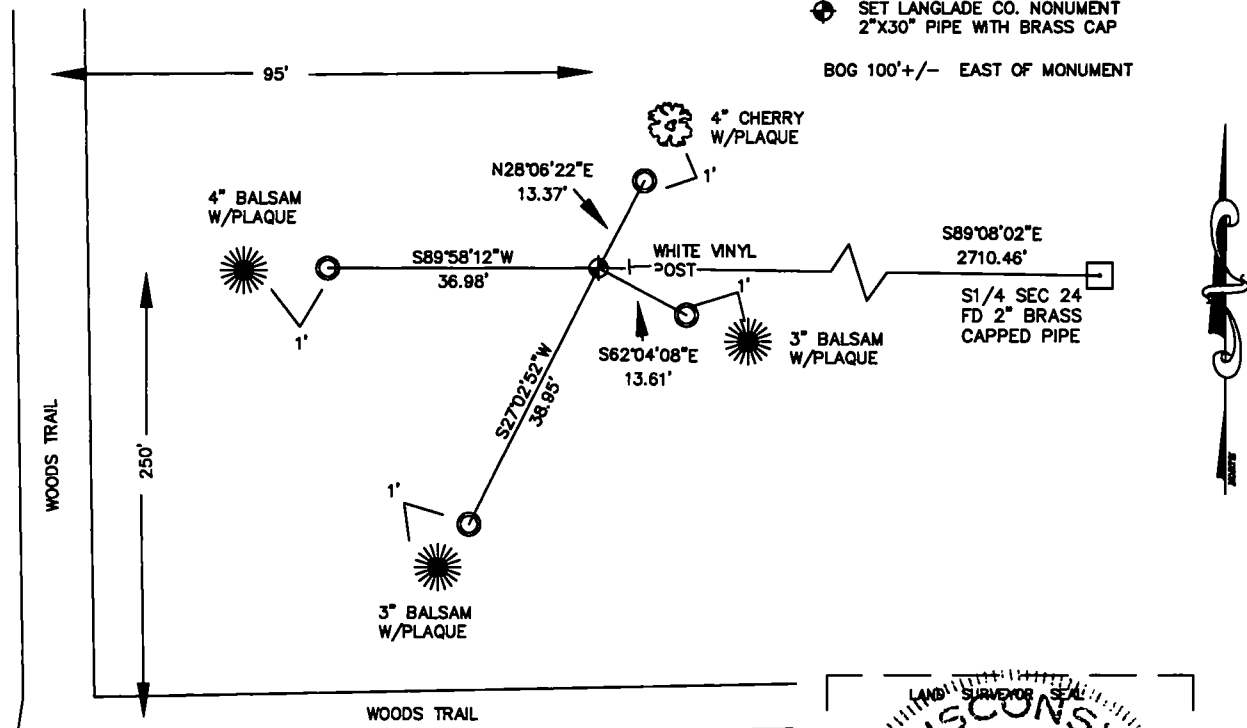 SET LANGLADE CO. NONUMENT
2"X30" PIPE WITH BRASS CAP
BOG 100'+/- EAST OF MONUMENT
95'
4" CHERRY
W/PLAQUE
1'
N28°06'22"E
13.37'
4" BALSAM
W/PLAQUE
1'
S89°58'12"W
36.98'
WHITE VINYL
POST
S89°08'02"E
2710.46'
S1/4 SEC 24
FD 2" BRASS
CAPPED PIPE
1'
3" BALSAM
W/PLAQUE
S62°04'08"E
13.61'
S27°02'52"W
38.95'
WOODS TRAIL
250'
1'
3" BALSAM
W/PLAQUE
NORTH
WOODS TRAIL
LAND SURVEYOR SEAL